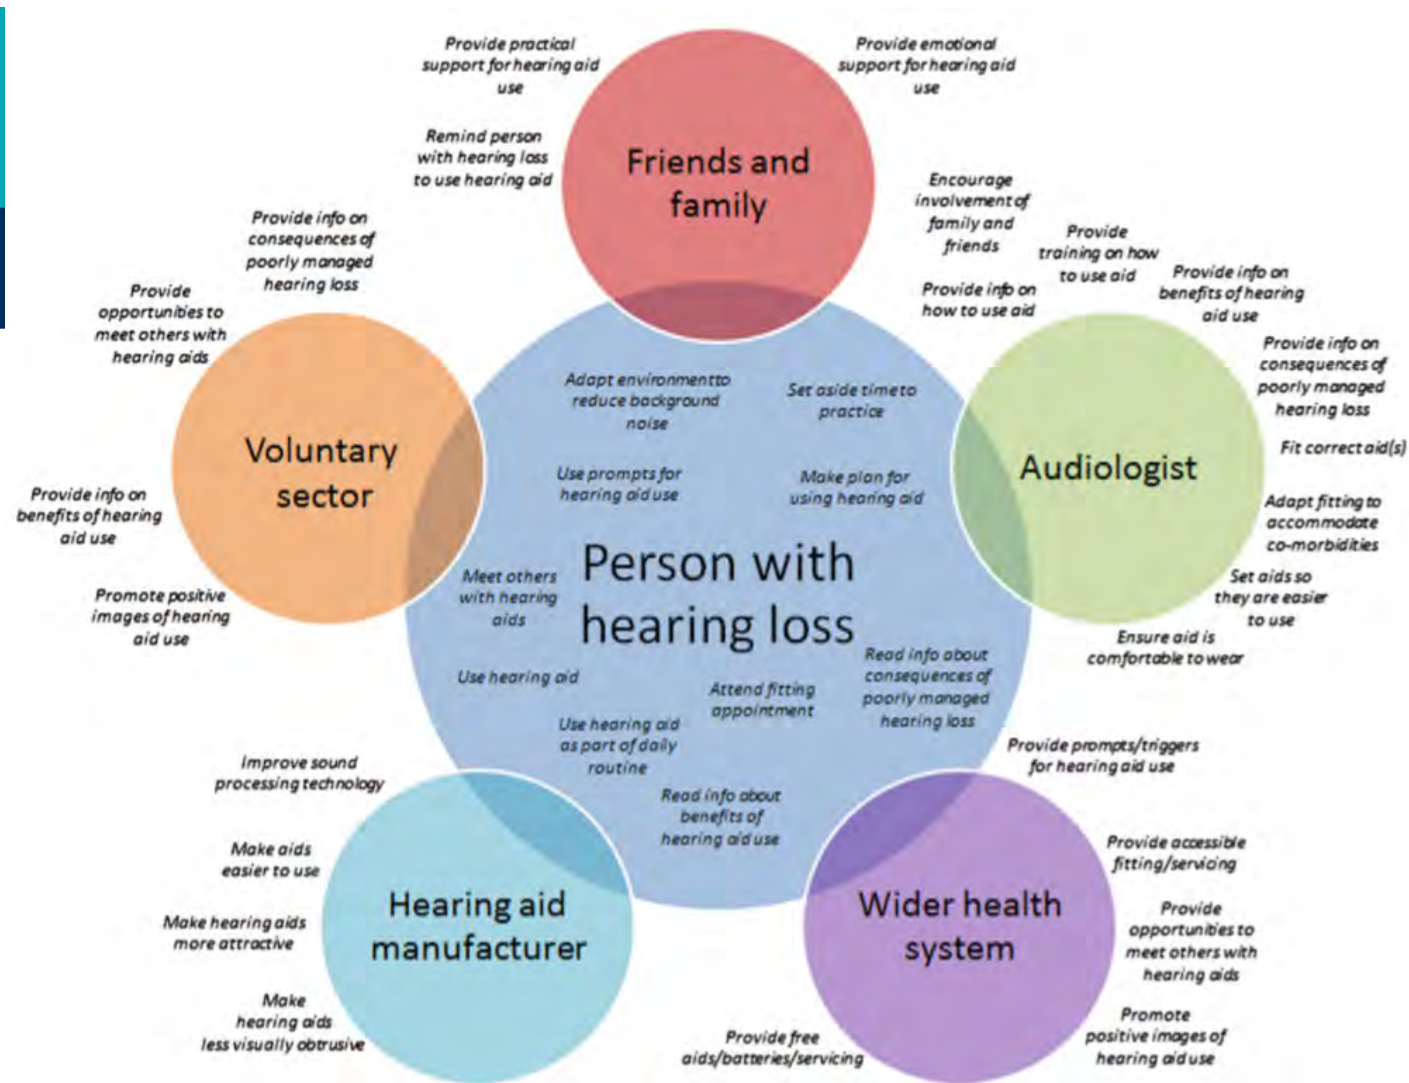 Provide practical
support for hearing aid
use
Provide emotional
support for hearing aid
use
Remind person
with hearing loss
to use hearing aid
Friends and
family
Encourage
involvement of
family and
friends
Provide
training on how
to use aid
Provide info on
how to use aid
Provide info on
benefits of hearing
aid use
Provide info on
consequences of
poorly managed
hearing loss
Fit correct aid(s)
Adapt fitting to
accommodate
co-morbidities
Set aids so
they are easier
to use
Ensure aid is
comfortable to wear
Audiologist
Provide info on
consequences of
poorly managed
hearing loss
Provide
opportunities to
meet others with
hearing aids
Voluntary
sector
Provide info on
benefits of hearing
aid use
Promote positive
images of hearing
aid use
Adapt environment to
reduce background
noise
Set aside time to
practice
Use prompts for
hearing aid use
Make plan for
using hearing aid
Person with
hearing loss
Meet others
with hearing
aids
Use hearing aid
Read info about
consequences of
poorly managed
hearing loss
Attend fitting
appointment
Use hearing aid
as part of daily
routine
Read info about
benefits of
hearing aid use
Improve sound
processing technology
Make aids
easier to use
Make hearing aids
more attractive
Make
hearing aids
less visually obtrusive
Hearing aid
manufacturer
Provide prompts/triggers
for hearing aid use
Provide accessible
fitting/servicing
Provide
opportunities to
meet others with
hearing aids
Promote
positive images of
hearing aid use
Provide free
aids/batteries/servicing
Wider health
system